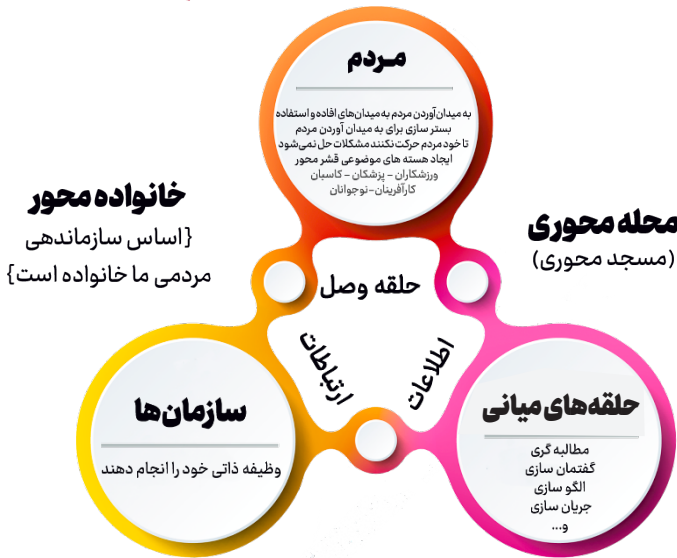 مـردم
به میدان‌آوردن مردم به میدان‌های افاده و استفاده
بستر سازی برای به میدان آوردن مردم
تا خود مردم حرکت نکنند مشکلات حل نمی‌شود
ایجاد هسته های موضوعی قشر محور
ورزشکاران - پزشکان - کاسبان
کارآفرینان-نوجوانان
محله محوری
(مسجد محوری)
خانواده محور
{اساس سازماندهی
مردمی ما خانواده است}
حلقه وصل
اطلاعات
ارتباطات
حلقه‌های میانی
مطالبه گری
گفتمان سازی
الگو سازی
جریان سازی
و...
سازمان‌ها
وظیفه ذاتی خود را انجام دهند